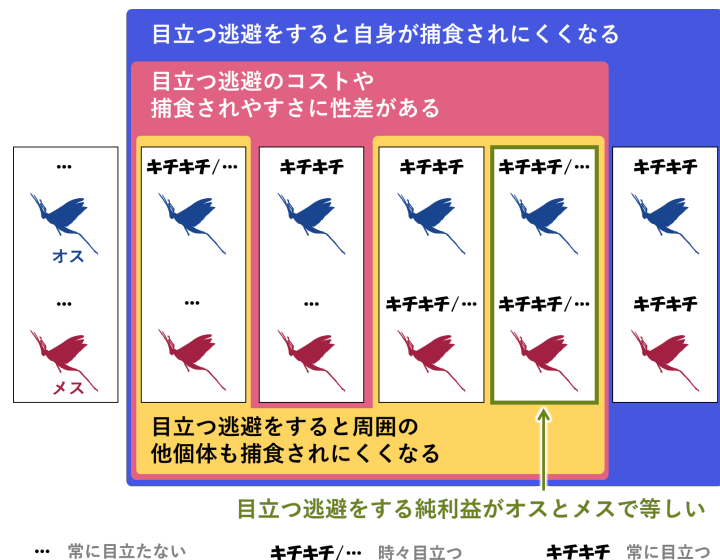 目立つ逃避をすると自身が捕食されにくくなる
目立つ逃避のコストや
捕食されやすさに性差がある
… キチキチ/… キチキチ キチキチ キチキチ/… キチキチ
オス
… … … キチキチ/… キチキチ/… キチキチ
メス
目立つ逃避をすると周囲の
他個体も捕食されにくくなる
目立つ逃避をする純利益がオスとメスで等しい
… 常に目立たない キチキチ/… 時々目立つ キチキチ 常に目立つ